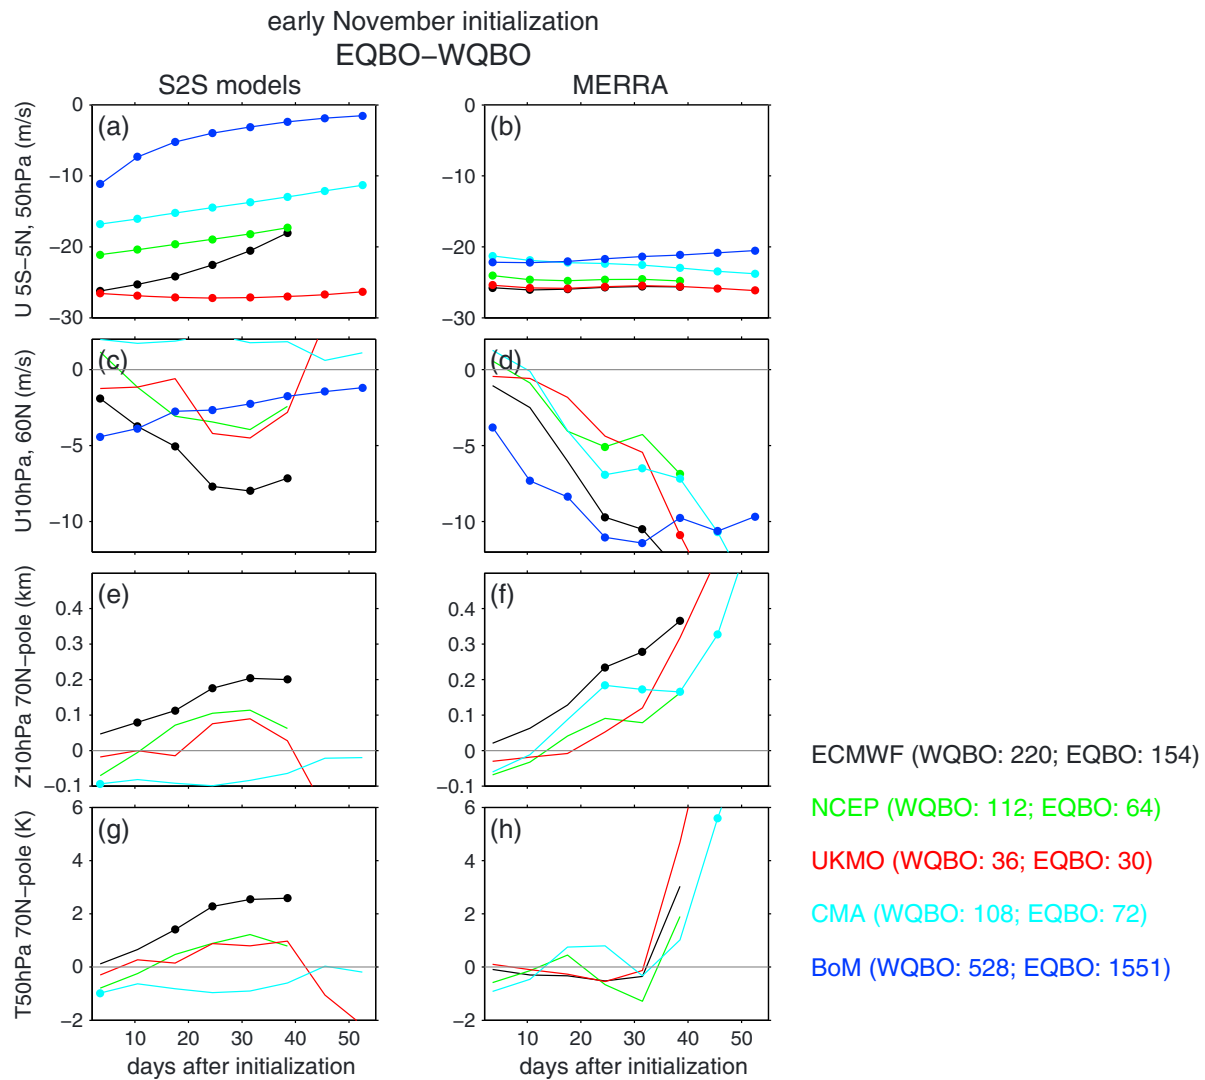 early November initialization
EQBO−WQBO
S2S models
MERRA
U 5S−5N, 50hPa (m/s)
0
−10
−20
−30
(a)
0
−10
−20
−30
(b)
U10hPa, 60N (m/s)
0
−5
−10
(c)
0
−5
−10
(d)
Z10hPa 70N−pole (km)
0.4
0.3
0.2
0.1
0
−0.1
(e)
0.4
0.3
0.2
0.1
0
−0.1
(f)
T50hPa 70N−pole (K)
6
4
2
0
−2
(g)
10 20 30 40 50
days after initialization
6
4
2
0
−2
(h)
10 20 30 40 50
days after initialization
ECMWF (WQBO: 220; EQBO: 154)
NCEP (WQBO: 112; EQBO: 64)
UKMO (WQBO: 36; EQBO: 30)
CMA (WQBO: 108; EQBO: 72)
BoM (WQBO: 528; EQBO: 1551)